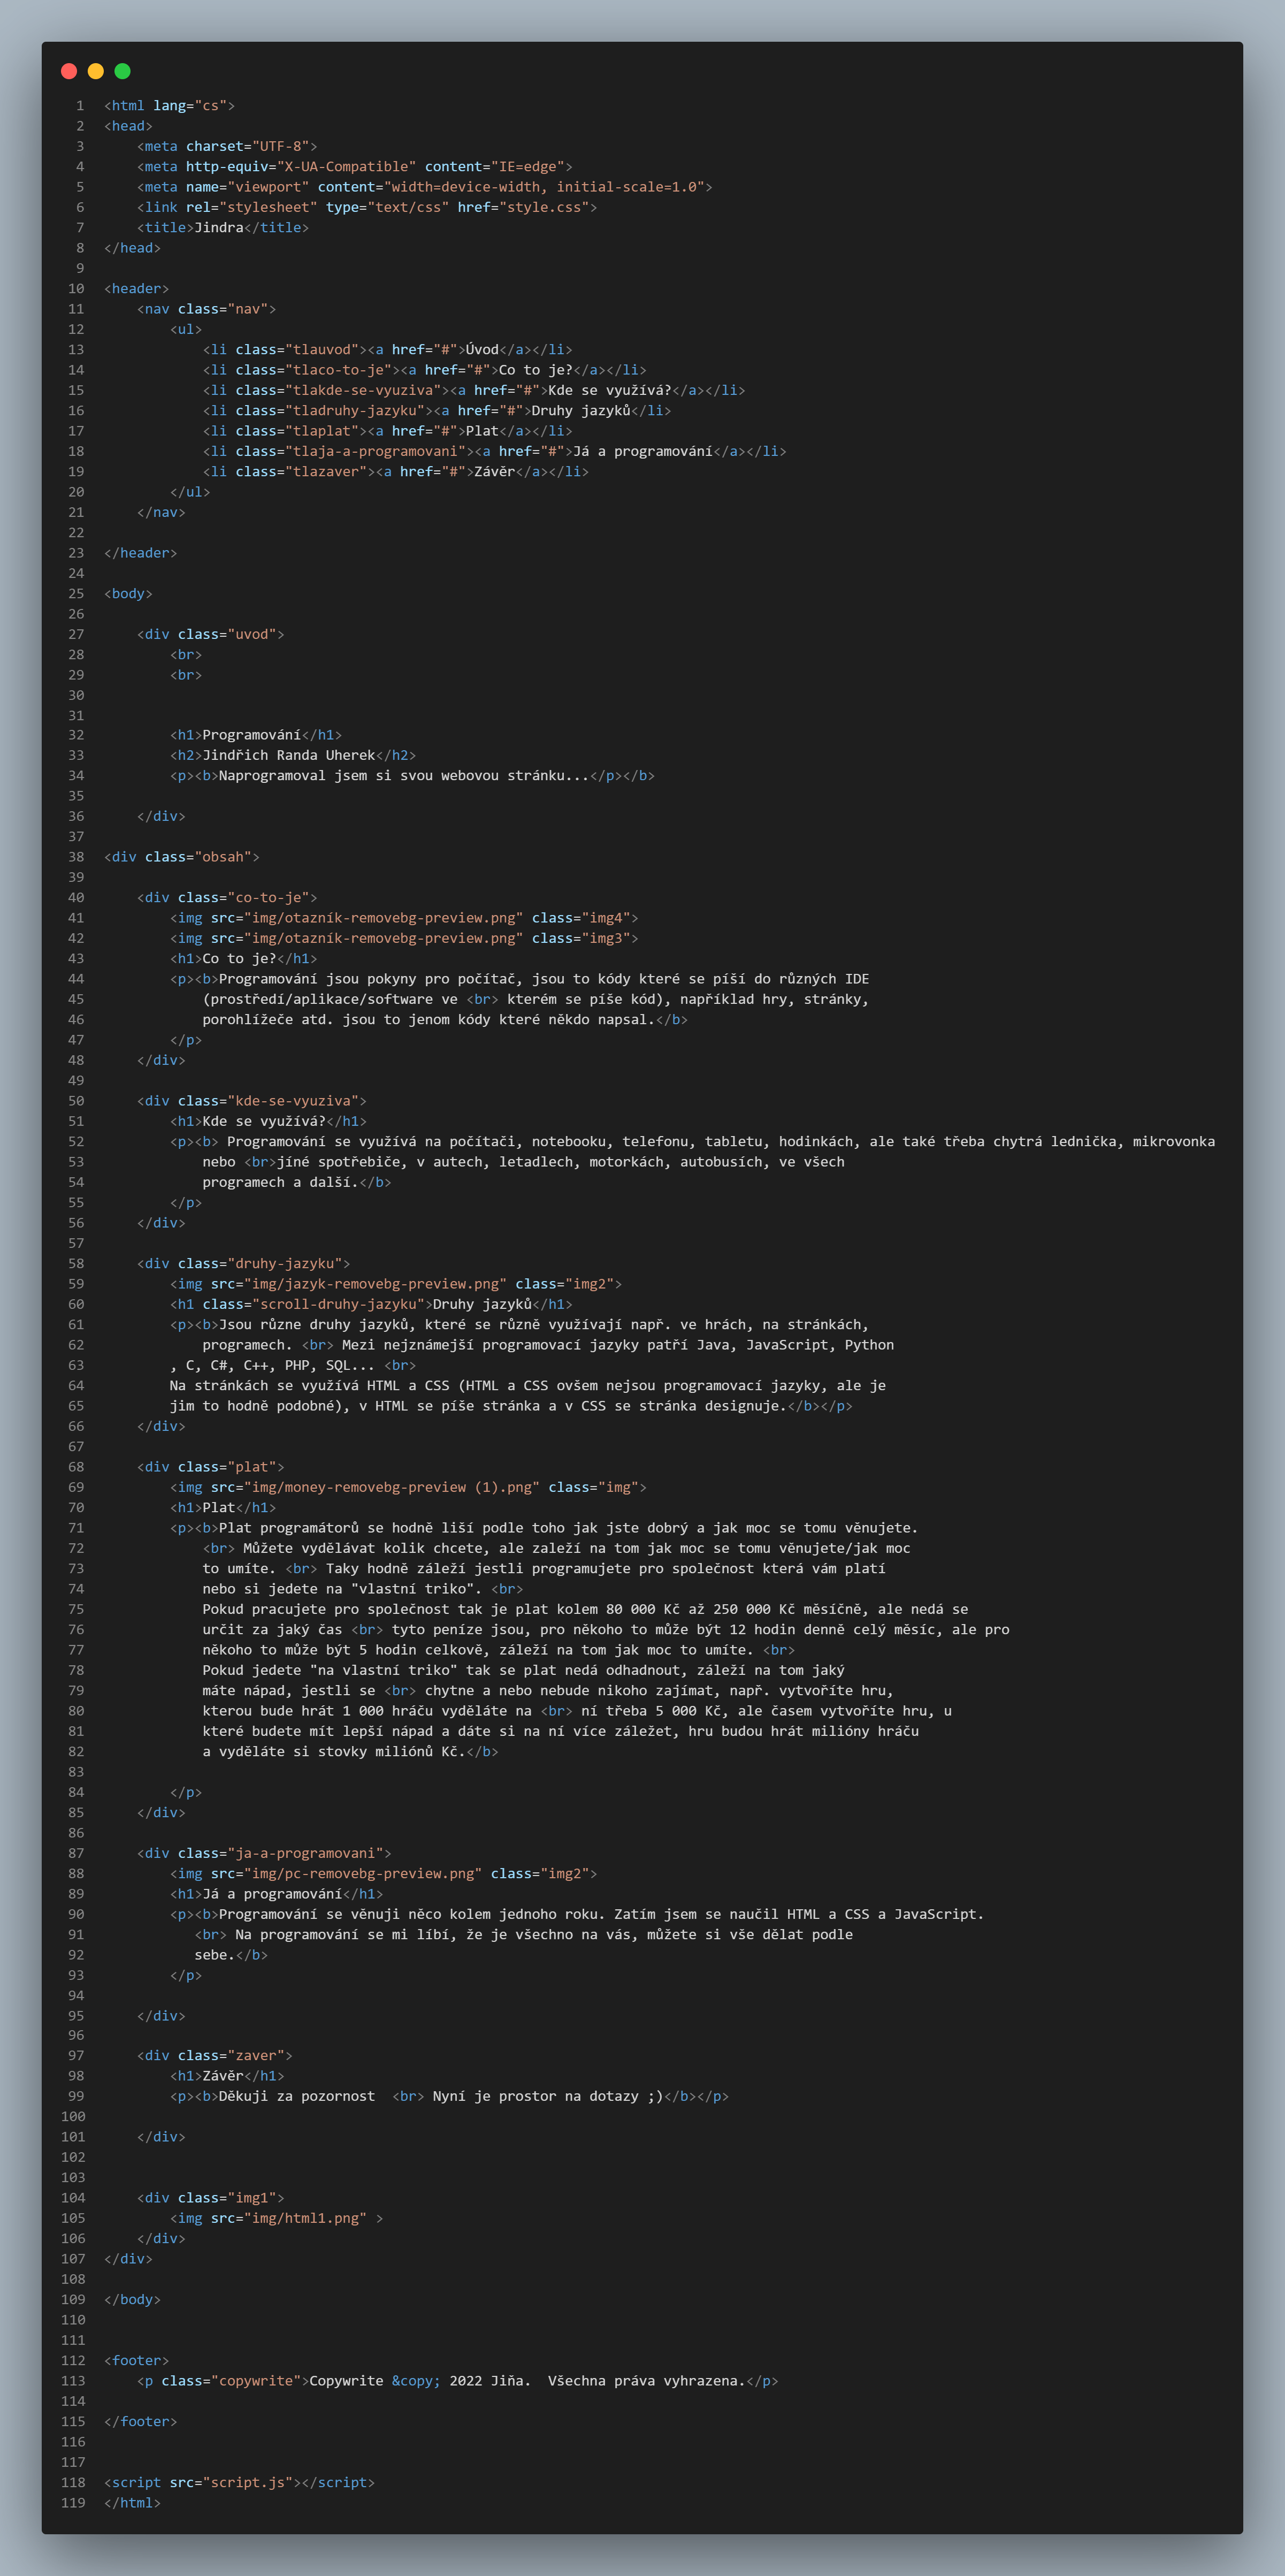 1 <html lang="cs">
2 <head>
3     <meta charset="UTF-8">
4     <meta http-equiv="X-UA-Compatible" content="IE=edge">
5     <meta name="viewport" content="width=device-width, initial-scale=1.0">
6     <link rel="stylesheet" type="text/css" href="style.css">
7     <title>Jindra</title>
8 </head>
9
10 <header>
11     <nav class="nav">
12         <ul>
13             <li class="tlauvod"><a href="#">Úvod</a></li>
14             <li class="tlaco-to-je"><a href="#">Co to je?</a></li>
15             <li class="tlakde-se-vyuziva"><a href="#">Kde se využívá?</a></li>
16             <li class="tladruhy-jazyku"><a href="#">Druhy jazyků</li>
17             <li class="tlaplat"><a href="#">Plat</a></li>
18             <li class="tlaja-a-programovani"><a href="#">Já a programování</a></li>
19             <li class="tlazaver"><a href="#">Závěr</a></li>
20         </ul>
21     </nav>
22
23 </header>
24
25 <body>
26
27     <div class="uvod">
28         <br>
29         <br>
30
31
32         <h1>Programování</h1>
33         <h2>Jindřich Randa Uherek</h2>
34         <p><b>Naprogramoval jsem si svou webovou stránku...</p></b>
35
36     </div>
37
38 <div class="obsah">
39
40     <div class="co-to-je">
41         <img src="img/otazník-removebg-preview.png" class="img4">
42         <img src="img/otazník-removebg-preview.png" class="img3">
43         <h1>Co to je?</h1>
44         <p><b>Programování jsou pokyny pro počítač, jsou to kódy které se píší do různých IDE
45             (prostředí/aplikace/software ve <br> kterém se píše kód), například hry, stránky,
46             porohlížeče atd. jsou to jenom kódy které někdo napsal.</b>
47         </p>
48     </div>
49
50     <div class="kde-se-vyuziva">
51         <h1>Kde se využívá?</h1>
52         <p><b> Programování se využívá na počítači, notebooku, telefonu, tabletu, hodinkách, ale také třeba chytrá lednička, mikrovonka
53             nebo <br>jíné spotřebiče, v autech, letadlech, motorkách, autobusích, ve všech
54             programech a další.</b>
55         </p>
56     </div>
57
58     <div class="druhy-jazyku">
59         <img src="img/jazyk-removebg-preview.png" class="img2">
60         <h1 class="scroll-druhy-jazyku">Druhy jazyků</h1>
61         <p><b>Jsou různe druhy jazyků, které se různě využívají např. ve hrách, na stránkách,
62             programech. <br> Mezi nejznámejší programovací jazyky patří Java, JavaScript, Python
63         , C, C#, C++, PHP, SQL... <br>
64         Na stránkách se využívá HTML a CSS (HTML a CSS ovšem nejsou programovací jazyky, ale je
65         jim to hodně podobné), v HTML se píše stránka a v CSS se stránka designuje.</b></p>
66     </div>
67
68     <div class="plat">
69         <img src="img/money-removebg-preview (1).png" class="img">
70         <h1>Plat</h1>
71         <p><b>Plat programátorů se hodně liší podle toho jak jste dobrý a jak moc se tomu věnujete.
72             <br> Můžete vydělávat kolik chcete, ale zaleží na tom jak moc se tomu věnujete/jak moc
73             to umíte. <br> Taky hodně záleží jestli programujete pro společnost která vám platí
74             nebo si jedete na "vlastní triko". <br>
75             Pokud pracujete pro společnost tak je plat kolem 80 000 Kč až 250 000 Kč měsíčně, ale nedá se
76             určit za jaký čas <br> tyto peníze jsou, pro někoho to může být 12 hodin denně celý měsíc, ale pro
77             někoho to může být 5 hodin celkově, záleží na tom jak moc to umíte. <br>
78             Pokud jedete "na vlastní triko" tak se plat nedá odhadnout, záleží na tom jaký
79             máte nápad, jestli se <br> chytne a nebo nebude nikoho zajímat, např. vytvoříte hru,
80             kterou bude hrát 1 000 hráču vyděláte na <br> ní třeba 5 000 Kč, ale časem vytvoříte hru, u
81             které budete mít lepší nápad a dáte si na ní více záležet, hru budou hrát milióny hráču
82             a vyděláte si stovky miliónů Kč.</b>
83
84         </p>
85     </div>
86
87     <div class="ja-a-programovani">
88         <img src="img/pc-removebg-preview.png" class="img2">
89         <h1>Já a programování</h1>
90         <p><b>Programování se věnuji něco kolem jednoho roku. Zatím jsem se naučil HTML a CSS a JavaScript.
91            <br> Na programování se mi líbí, že je všechno na vás, můžete si vše dělat podle
92            sebe.</b>
93         </p>
94
95     </div>
96
97     <div class="zaver">
98         <h1>Závěr</h1>
99         <p><b>Děkuji za pozornost  <br> Nyní je prostor na dotazy ;)</b></p>
100
101     </div>
102
103
104     <div class="img1">
105         <img src="img/html1.png" >
106     </div>
107 </div>
108
109 </body>
110
111
112 <footer>
113     <p class="copywrite">Copywrite &copy; 2022 Jiňa.  Všechna práva vyhrazena.</p>
114
115 </footer>
116
117
118 <script src="script.js"></script>
119 </html>